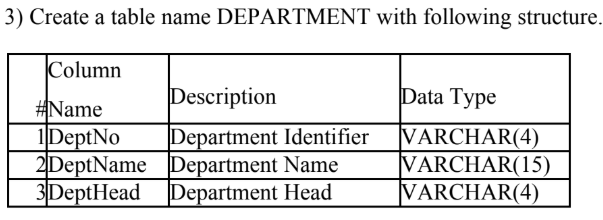 3) Create a table name DEPARTMENT with following structure.
Column
#Name Description Data Type
1 DeptNo Department Identifier VARCHAR(4)
2 DeptName Department Name VARCHAR(15)
3 DeptHead Department Head VARCHAR(4)